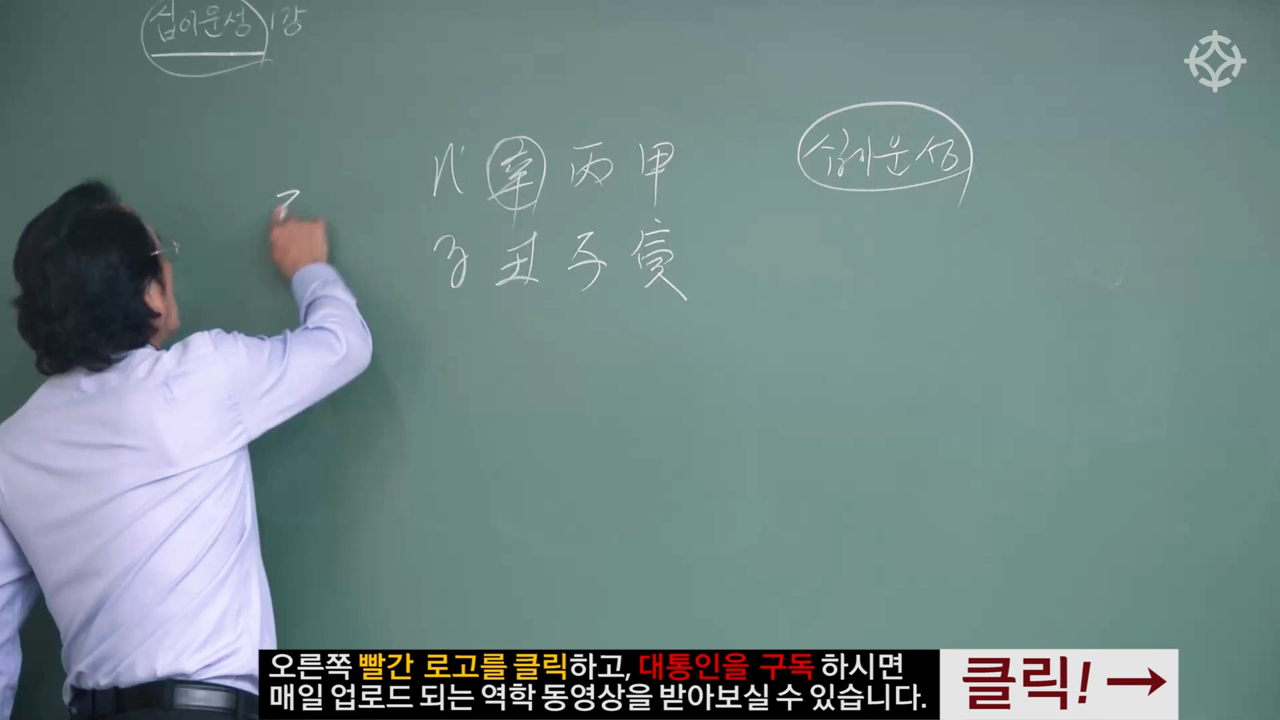 십이운성 1강
십이운성
辛 丙 甲
丑 子 寅
오른쪽 빨간 로고를 클릭하고, 대통인을 구독 하시면
매일 업로드 되는 역학 동영상을 받아보실 수 있습니다.
클릭! →